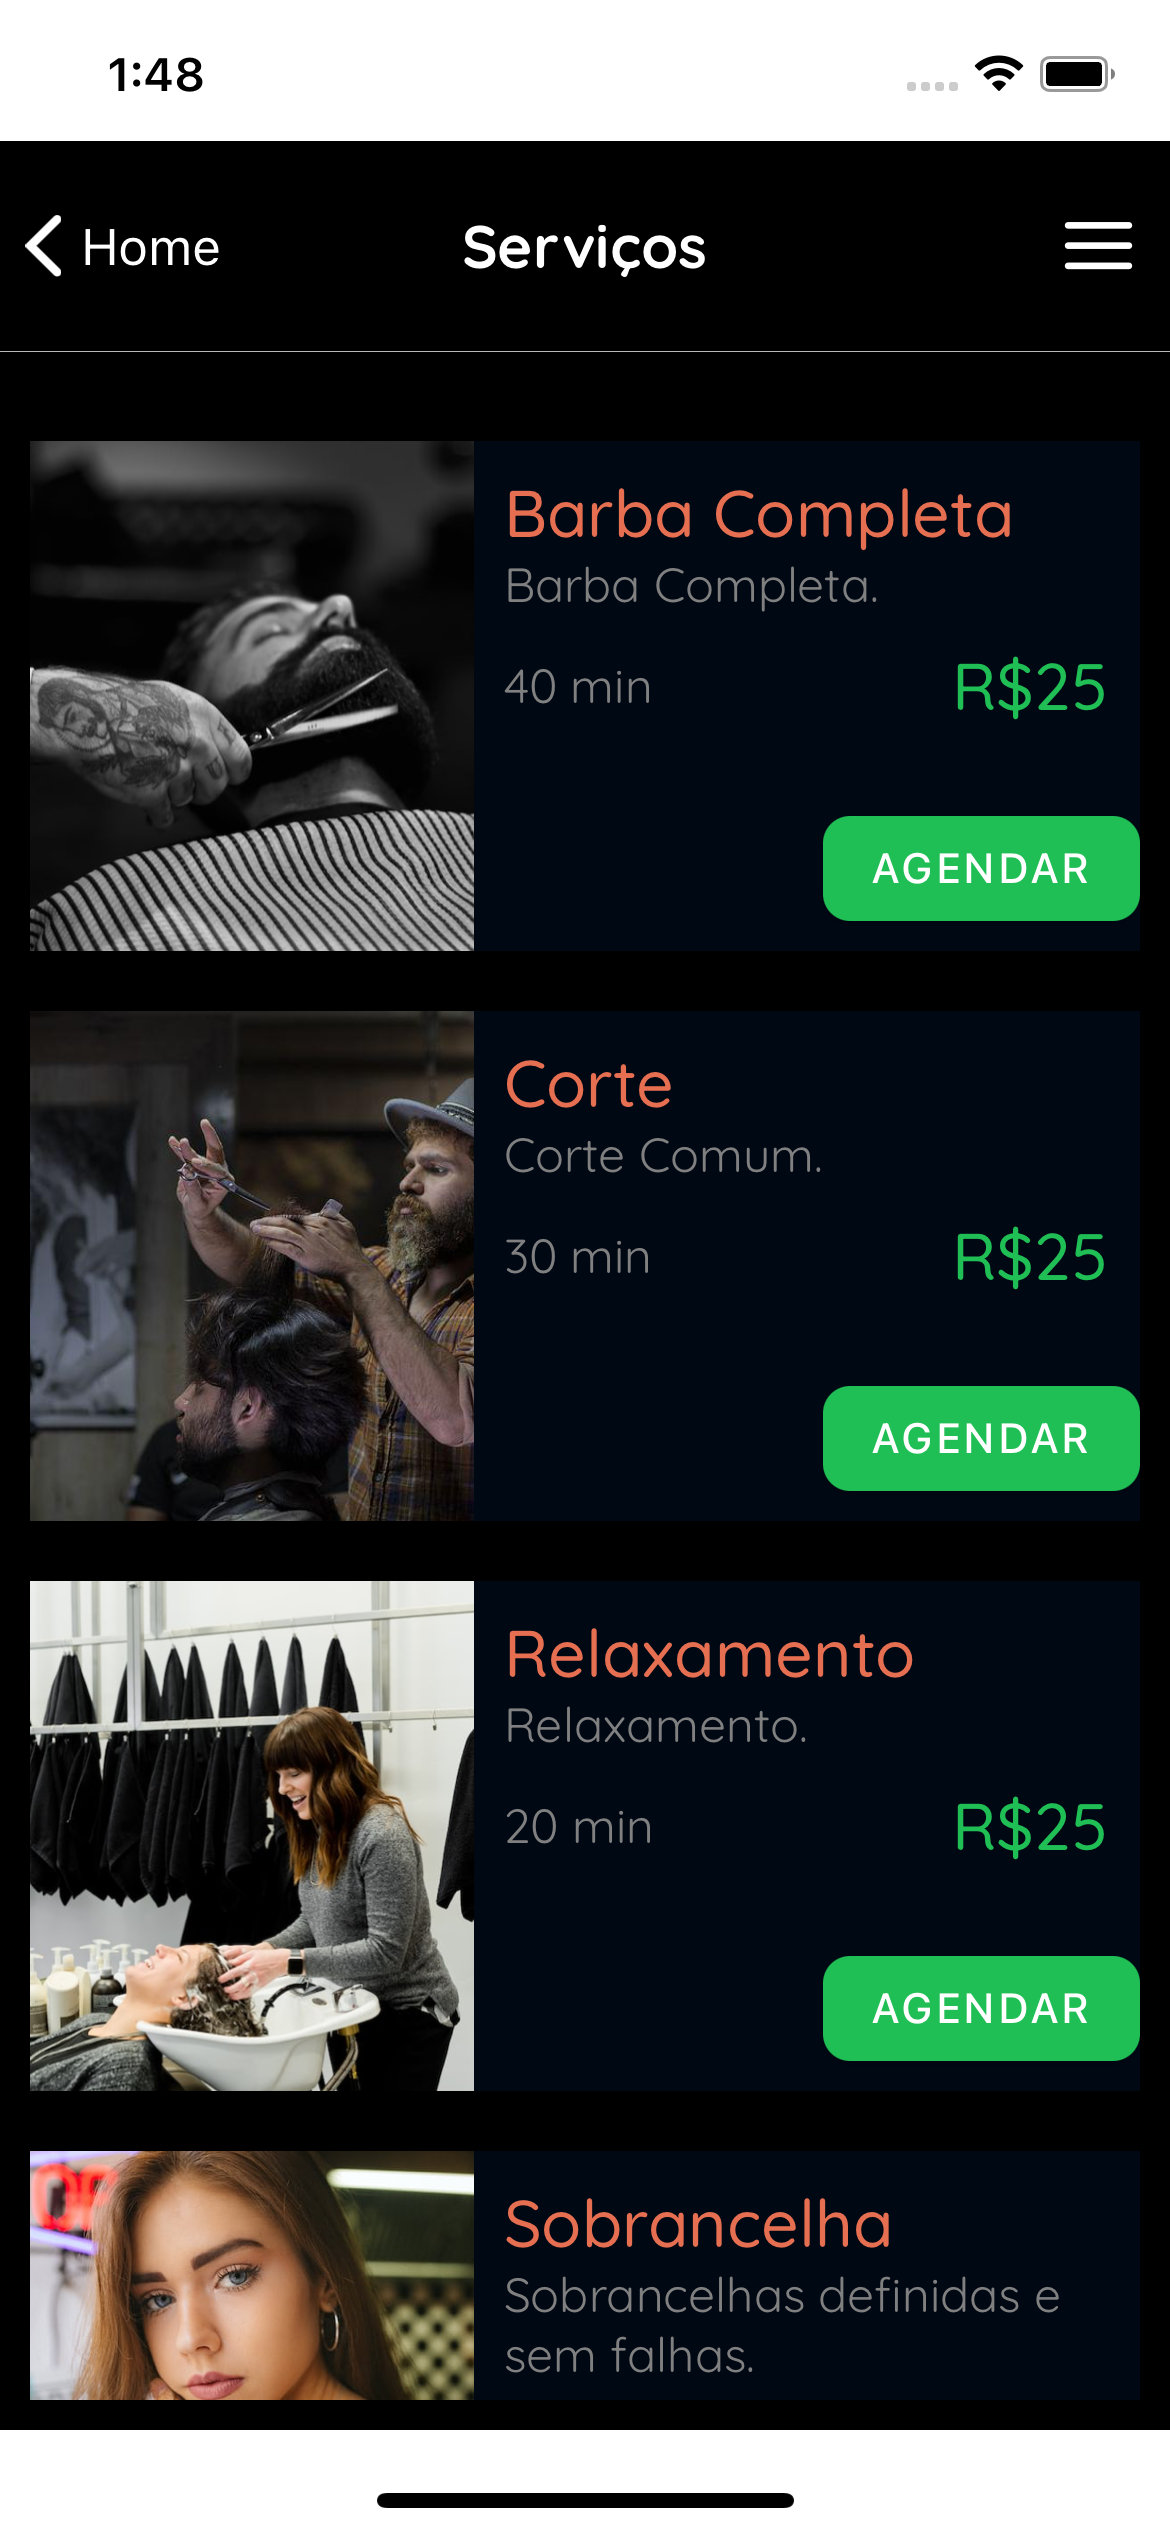 1:48
Home
Serviços
Barba Completa
Barba Completa.
40 min
R$25
AGENDAR
Corte
Corte Comum.
30 min
R$25
AGENDAR
Relaxamento
Relaxamento.
20 min
R$25
AGENDAR
Sobrancelha
Sobrancelhas definidas e
sem falhas.